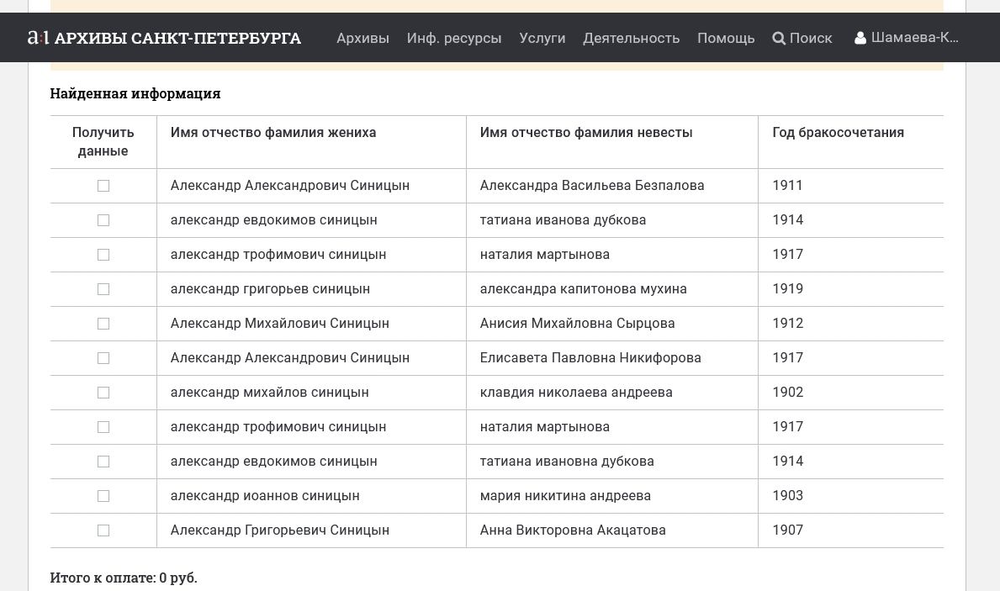 a:ı АРХИВЫ САНКТ-ПЕТЕРБУРГА Архивы Инф. ресурсы Услуги Деятельность Помощь Поиск Шамаева-К...
Найденная информация
Получить данные Имя отчество фамилия жениха Имя отчество фамилия невесты Год бракосочетания
Александр Александрович Синицын Александра Васильева Безпалова 1911
александр евдокимов синицын татиана иванова дубкова 1914
александр трофимович синицын наталия мартынова 1917
александр григорьев синицын александра капитонова мухина 1919
Александр Михайлович Синицын Анисия Михайловна Сырцова 1912
Александр Александрович Синицын Елисавета Павловна Никифорова 1917
александр михайлов синицын клавдия николаева андреева 1902
александр трофимович синицын наталия мартынова 1917
александр евдокимов синицын татиана ивановна дубкова 1914
александр иоаннов синицын мария никитина андреева 1903
Александр Григорьевич Синицын Анна Викторовна Акацатова 1907
Итого к оплате: 0 руб.